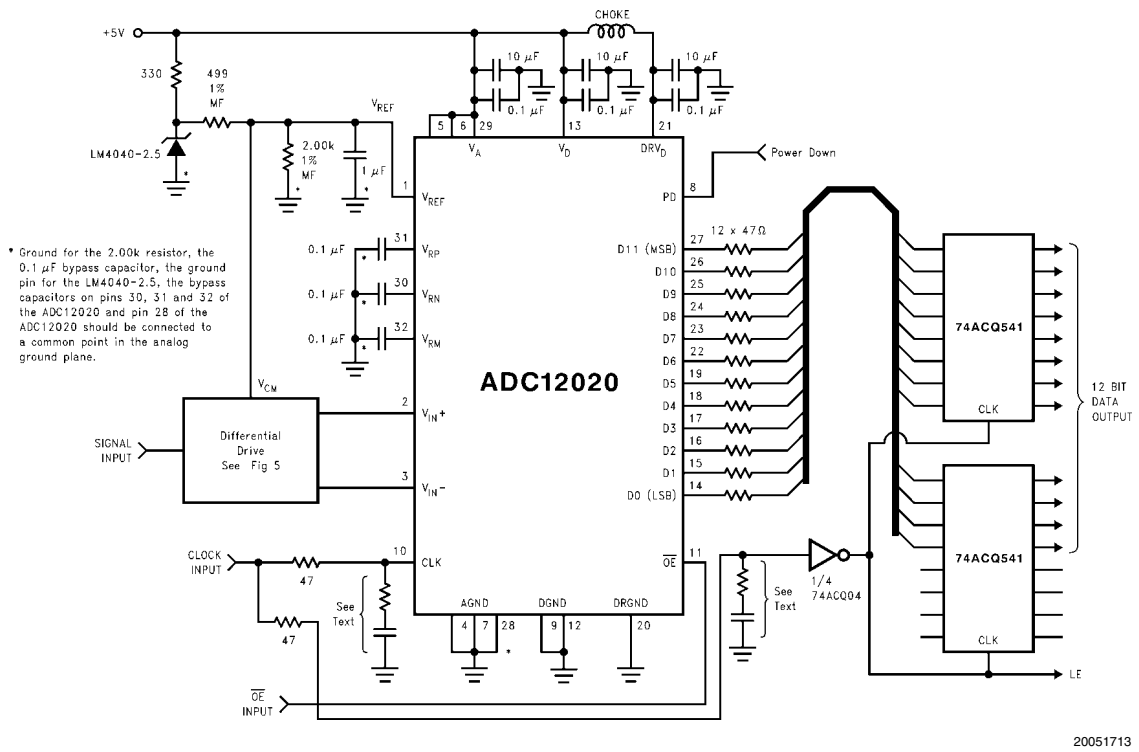 CHOKE
+5V
330
499
1%
MF
10 µF
0.1 µF
10 µF
0.1 µF
10 µF
0.1 µF
VREF
5 6 29
13
21
LM4040-2.5
*
2.00k
1%
MF
*
1 µF
*
VA
VD
DRVD
1
VREF
8
PD
Power Down
* Ground for the 2.00k resistor, the
0.1 µF bypass capacitor, the ground
pin for the LM4040-2.5, the bypass
capacitors on pins 30, 31 and 32 of
the ADC12020 and pin 28 of the
ADC12020 should be connected to
a common point in the analog
ground plane.
0.1 µF
*
31
VRP
0.1 µF
*
30
VRN
0.1 µF
*
32
VRM
ADC12020
12 x 47Ω
D11 (MSB) 27
D10 26
D9 25
D8 24
D7 23
D6 22
D5 19
D4 18
D3 17
D2 16
D1 15
D0 (LSB) 14
74ACQ541
CLK
12 BIT
DATA
OUTPUT
74ACQ541
CLK
LE
VCM
SIGNAL
INPUT
Differential
Drive
See Fig 5
2
VIN+
3
VIN-
CLOCK
INPUT
47
47
10
CLK
See
Text
OE
11
1/4
74ACQ04
See
Text
AGND
DGND
DRGND
4 7 28
*
9 12
20
OE
INPUT
20051713